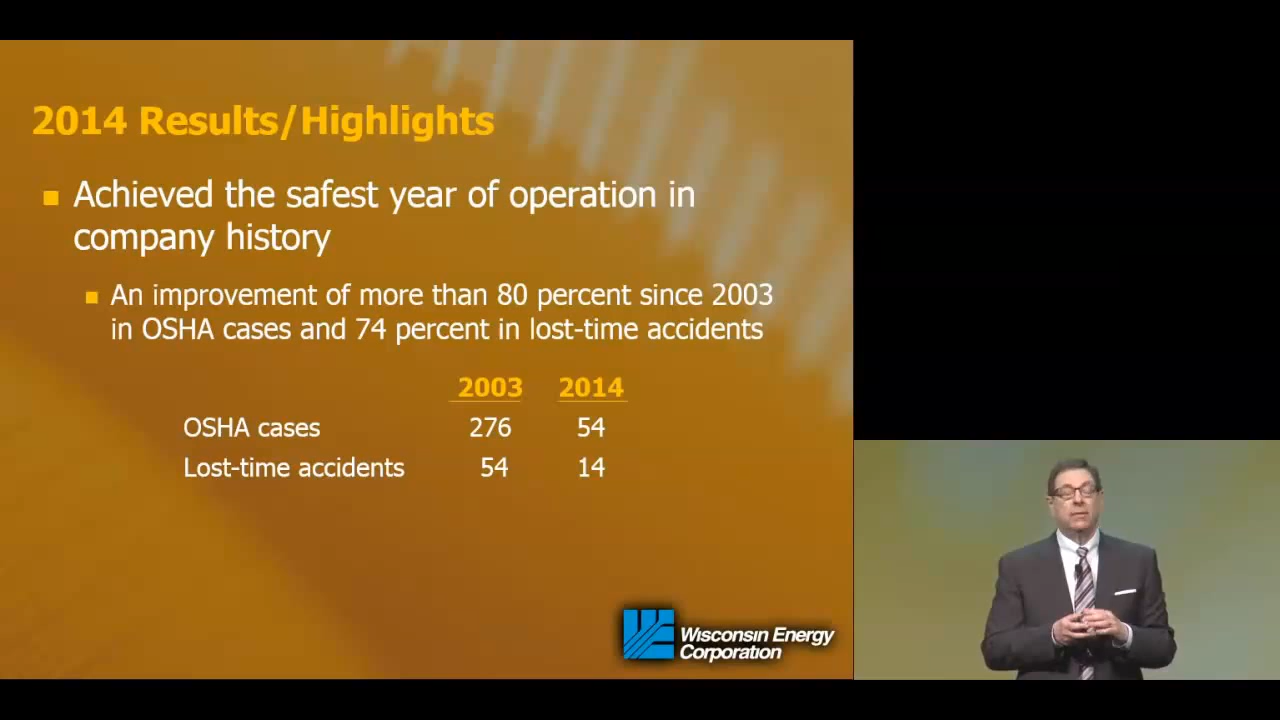 2014 Results/Highlights
Achieved the safest year of operation in
company history
An improvement of more than 80 percent since 2003
in OSHA cases and 74 percent in lost-time accidents
2003 2014
OSHA cases 276 54
Lost-time accidents 54 14
Wisconsin Energy
Corporation